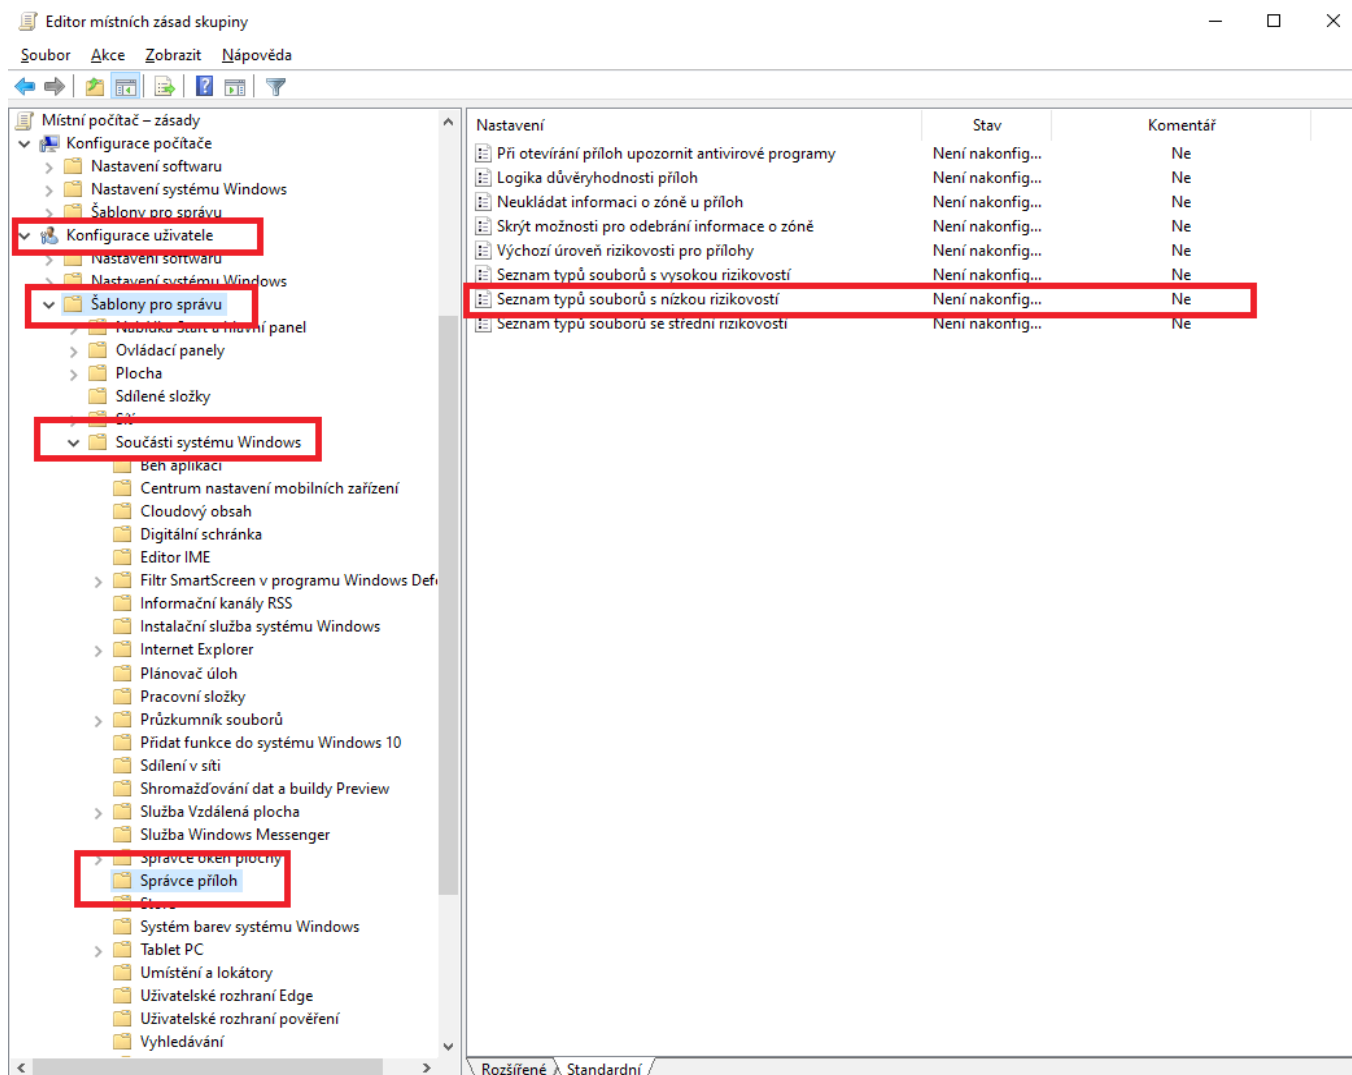 Editor místních zásad skupiny
Soubor Akce Zobrazit Nápověda
Místní počítač – zásady
Konfigurace počítače
Nastavení softwaru
Nastavení systému Windows
Šablony pro správu
Konfigurace uživatele
Nastavení softwaru
Nastavení systému Windows
Šablony pro správu
Nabídka Start a hlavní panel
Ovládací panely
Plocha
Sdílené složky
Síť
Součásti systému Windows
Běh aplikací
Centrum nastavení mobilních zařízení
Cloudový obsah
Digitální schránka
Editor IME
Filtr SmartScreen v programu Windows Defe
Informační kanály RSS
Instalační služba systému Windows
Internet Explorer
Plánovač úloh
Pracovní složky
Průzkumník souborů
Přidat funkce do systému Windows 10
Sdílení v síti
Shromažďování dat a buildy Preview
Služba Vzdálená plocha
Služba Windows Messenger
Správce oken plochy
Správce příloh
Store
Systém barev systému Windows
Tablet PC
Umístění a lokátory
Uživatelské rozhraní Edge
Uživatelské rozhraní pověření
Vyhledávání
Nastavení Stav Komentář
Při otevírání příloh upozornit antivirové programy Není nakonfig... Ne
Logika důvěryhodnosti příloh Není nakonfig... Ne
Neukládat informaci o zóně u příloh Není nakonfig... Ne
Skrýt možnosti pro odebrání informace o zóně Není nakonfig... Ne
Výchozí úroveň rizikovosti pro přílohy Není nakonfig... Ne
Seznam typů souborů s vysokou rizikovostí Není nakonfig... Ne
Seznam typů souborů s nízkou rizikovostí Není nakonfig... Ne
Seznam typů souborů se střední rizikovostí Není nakonfig... Ne
Rozšířené Standardní